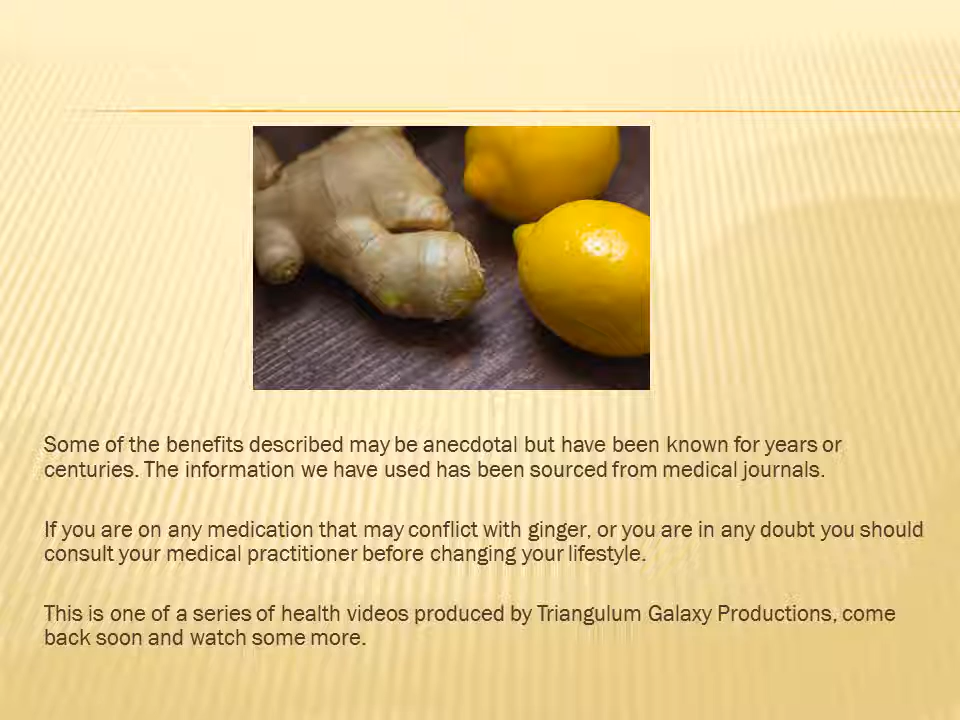 Some of the benefits described may be anecdotal but have been known for years or
centuries. The information we have used has been sourced from medical journals.
If you are on any medication that may conflict with ginger, or you are in any doubt you should
consult your medical practitioner before changing your lifestyle.
This is one of a series of health videos produced by Triangulum Galaxy Productions, come
back soon and watch some more.